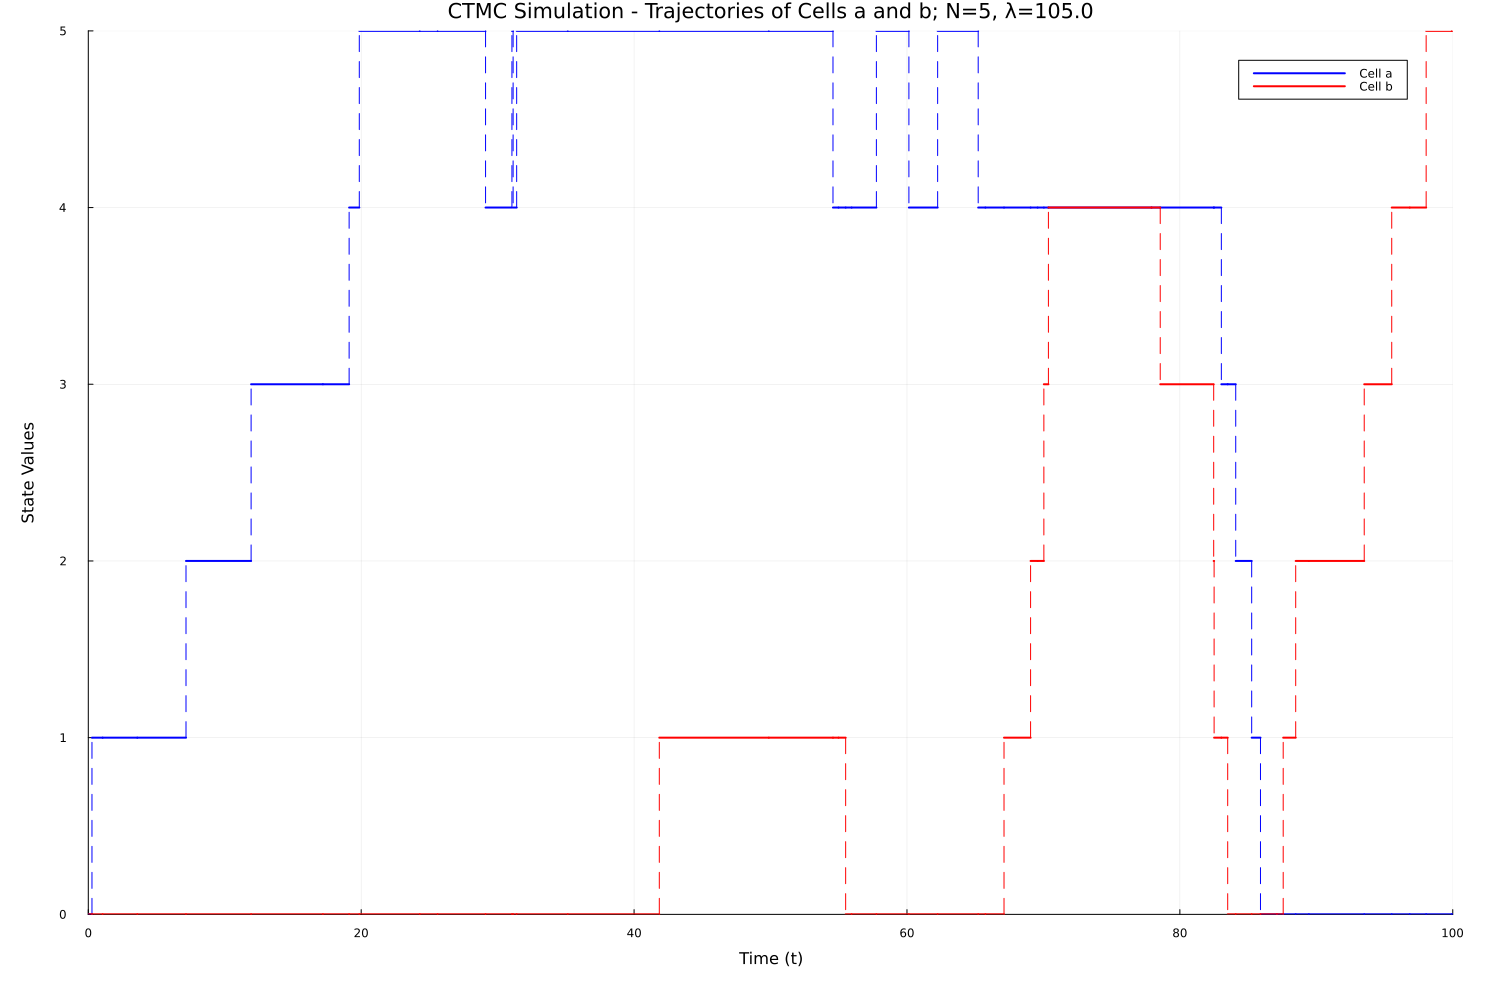 CTMC Simulation - Trajectories of Cells a and b; N=5, λ=105.0
5
Cell a
Cell b
4
3
State Values
2
1
0
0 20 40 60 80 100
Time (t)